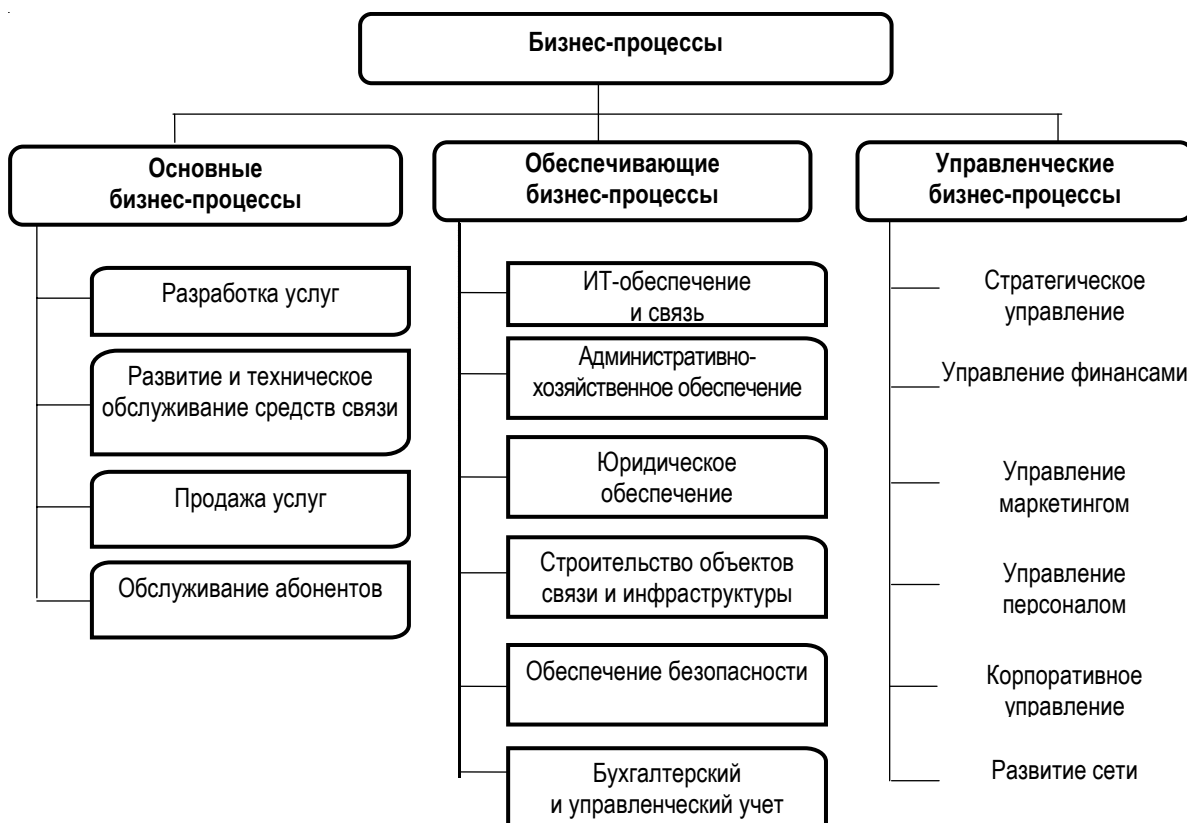 Бизнес-процессы
Основные
бизнес-процессы
Разработка услуг
Развитие и техническое
обслуживание средств связи
Продажа услуг
Обслуживание абонентов
Обеспечивающие
бизнес-процессы
ИТ-обеспечение
и связь
Административно-
хозяйственное обеспечение
Юридическое
обеспечение
Строительство объектов
связи и инфраструктуры
Обеспечение безопасности
Бухгалтерский
и управленческий учет
Управленческие
бизнес-процессы
Стратегическое
управление
Управление финансами
Управление
маркетингом
Управление
персоналом
Корпоративное
управление
Развитие сети